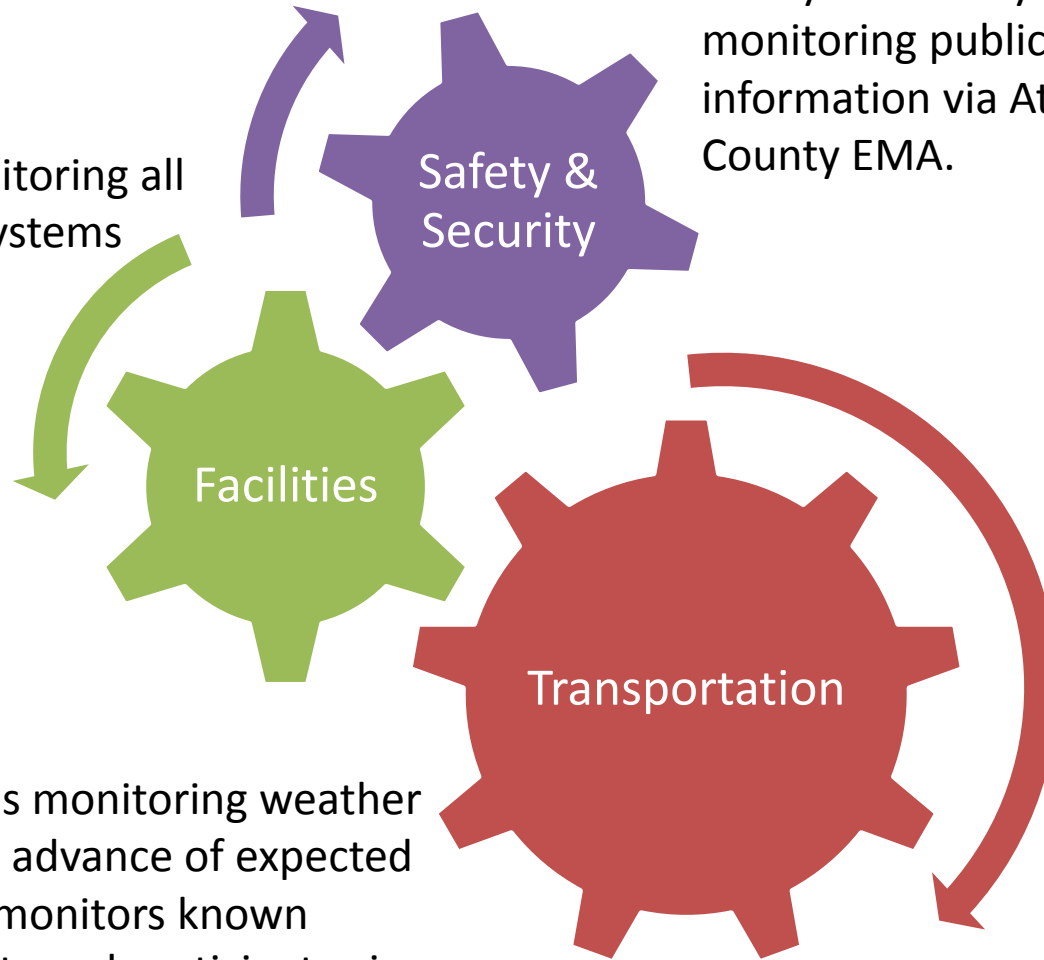 monitoring public
information via At
County EMA.
Safety &
Security
itoring all
ystems
Facilities
Transportation
s monitoring weather
advance of expected
monitors known